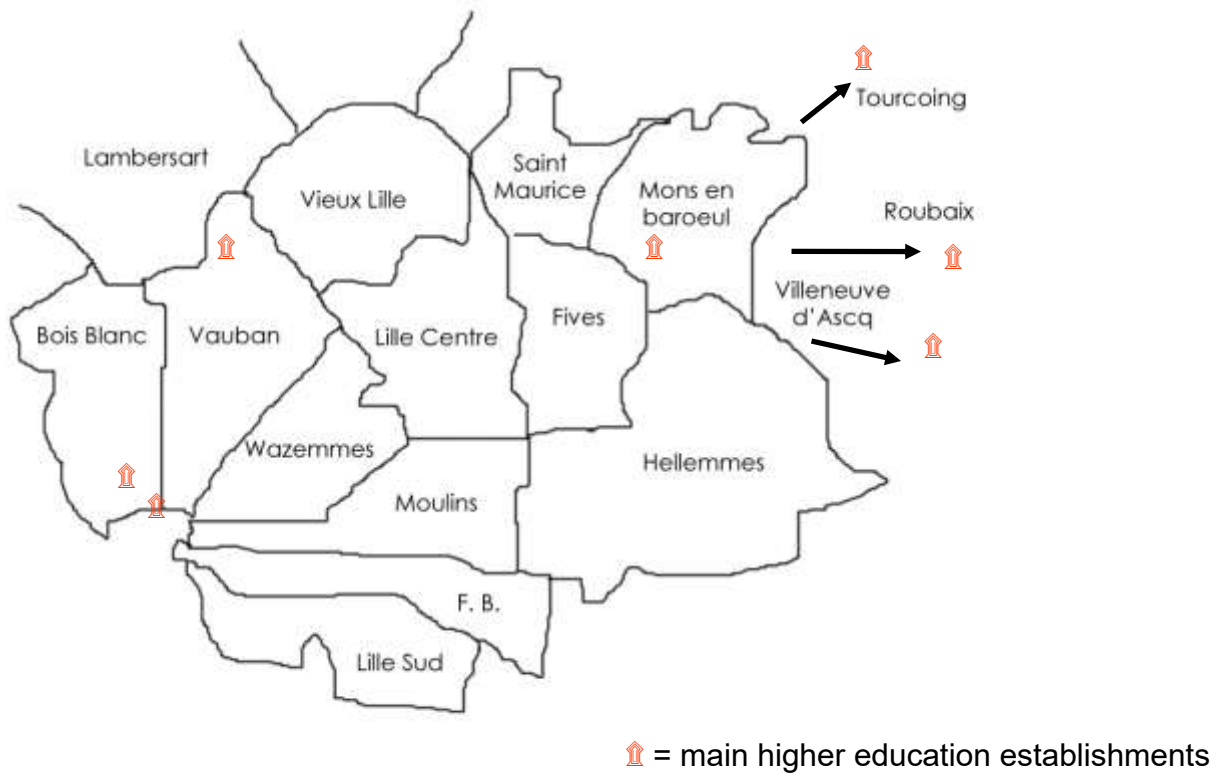 Tourcoing
Lambersart
Saint
Maurice
Vieux Lille
Mons en
baroeul
Roubaix
Villeneuve
d'Ascq
Bois Blanc
Vauban
Lille Centre
Fives
Wazemmes
Hellemmes
Moulins
F. B.
Lille Sud
= main higher education establishments